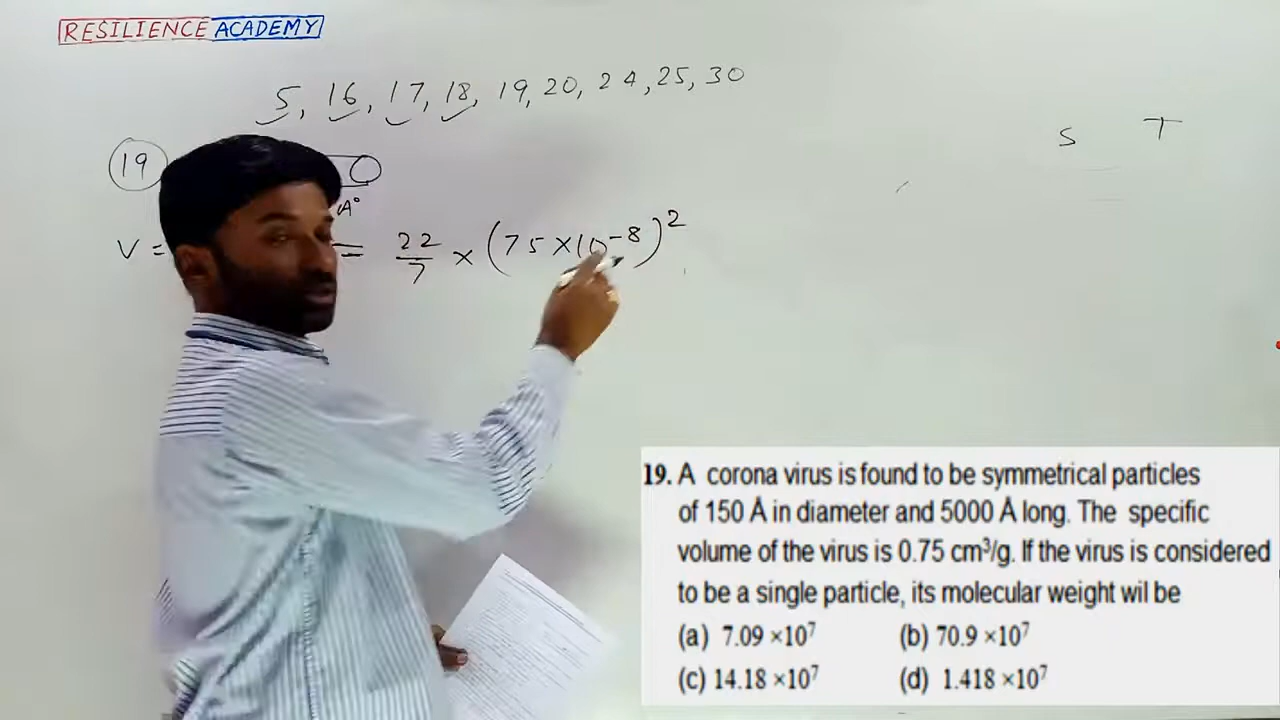 RESILIENCE ACADEMY
5, 16, 17, 18, 19, 20, 24, 25, 30
S T
19
A°
V = = 22/7 × (75×10⁻⁸)²
19. A corona virus is found to be symmetrical particles
of 150 Å in diameter and 5000 Å long. The specific
volume of the virus is 0.75 cm³/g. If the virus is considered
to be a single particle, its molecular weight wil be
(a) 7.09 ×10⁷ (b) 70.9 ×10⁷
(c) 14.18 ×10⁷ (d) 1.418 ×10⁷